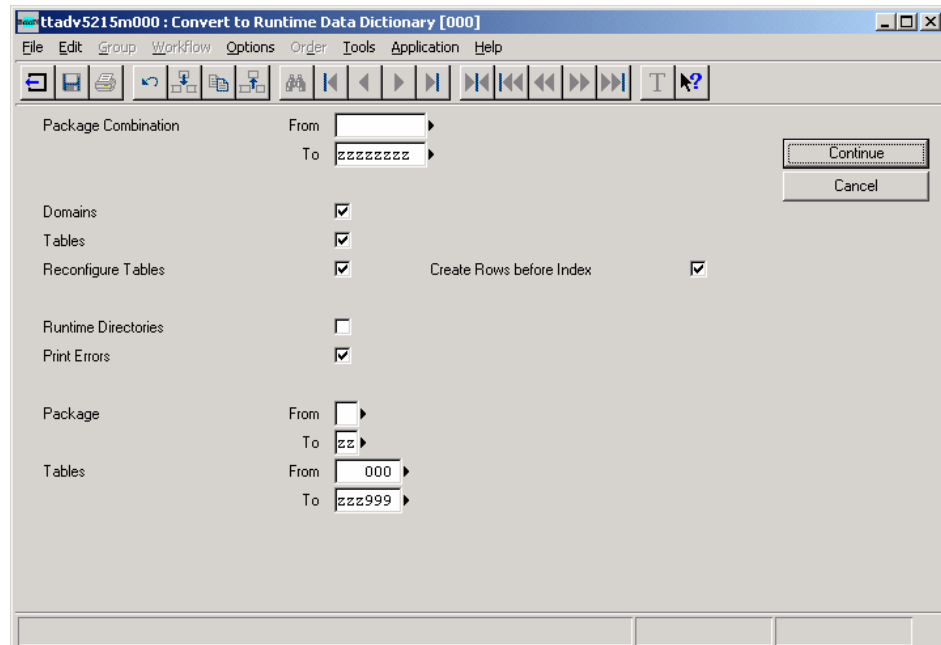 ttadv5215m000 : Convert to Runtime Data Dictionary [000]
File Edit Group Workflow Options Order Tools Application Help
T ?
Package Combination From
To zzzzzzzz
Continue
Cancel
Domains
Tables
Reconfigure Tables Create Rows before Index
Runtime Directories
Print Errors
Package From
To zz
Tables From 000
To zzz999